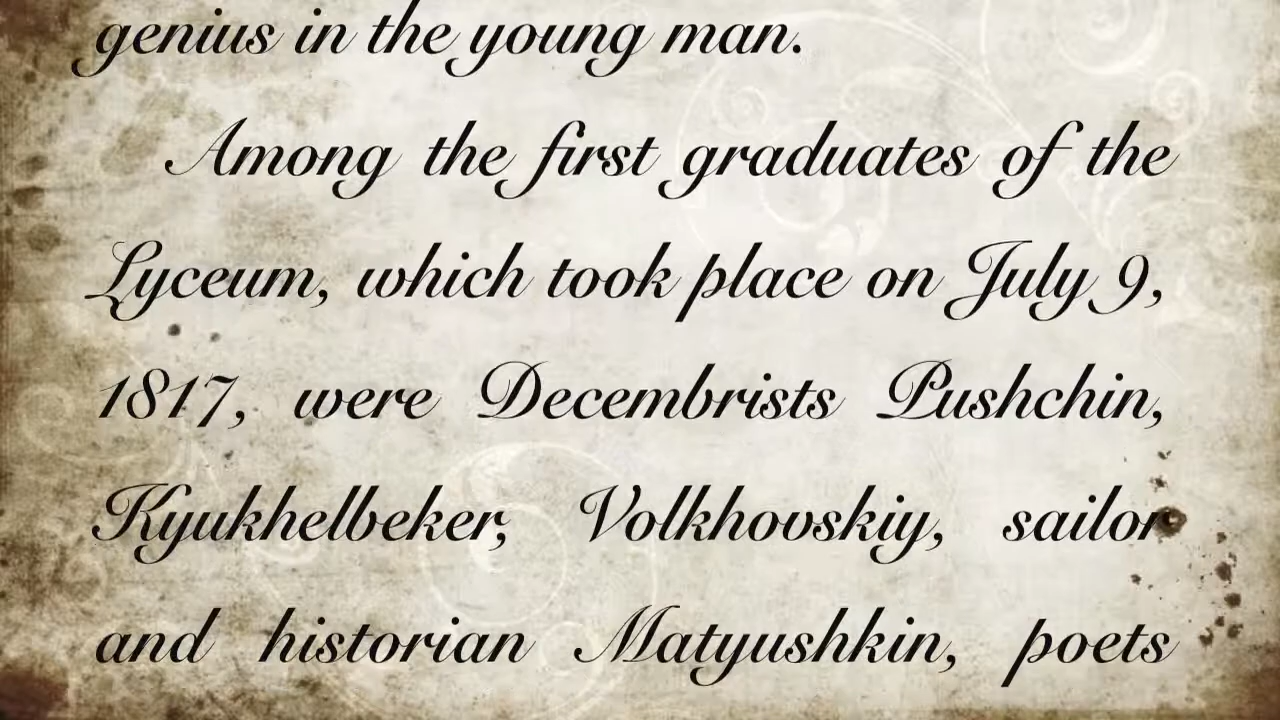 genius in the young man.
Among the first graduates of the
Lyceum, which took place on July 9,
1817, were Decembrists Pushchin,
Kyukhelbeker, Volkhovskiy, sailor
and historian Matyushkin, poets